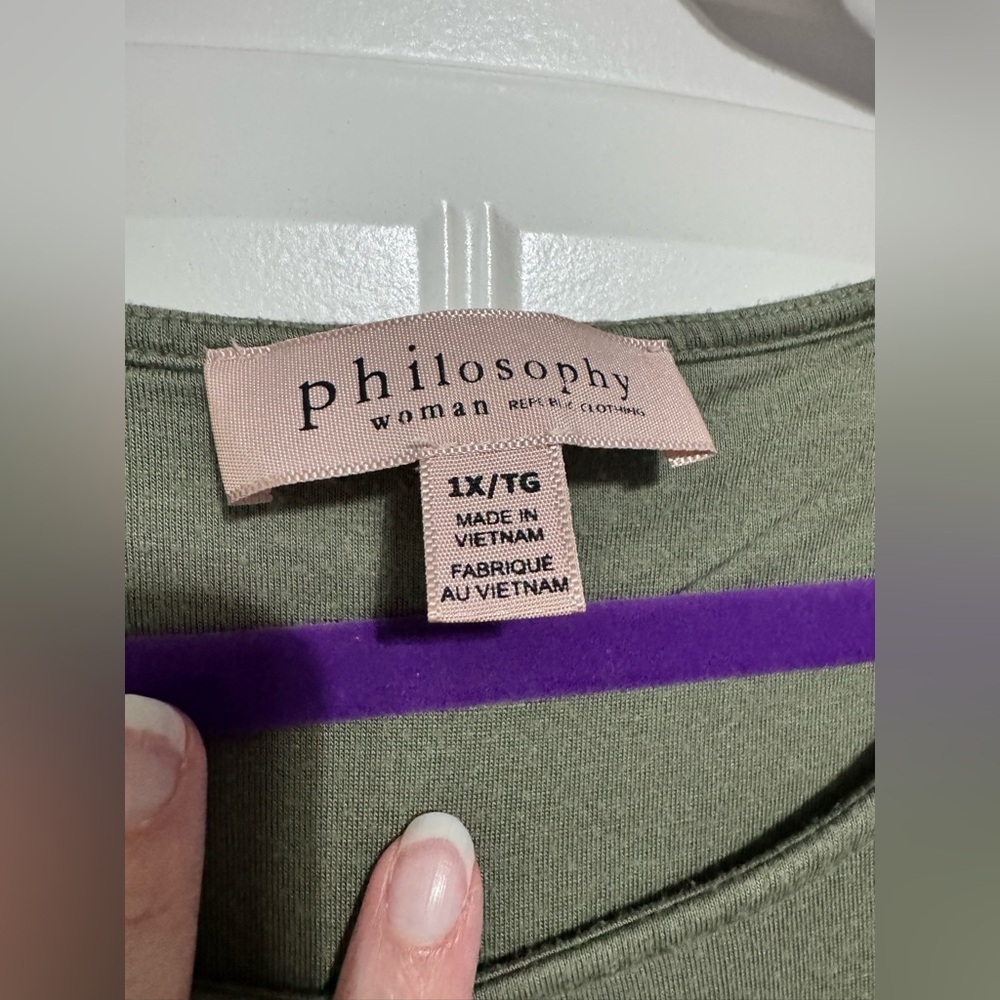 philosophy
woman REPUBLIC CLOTHING
1X/TG
MADE IN
VIETNAM
FABRIQUÉ
AU VIETNAM